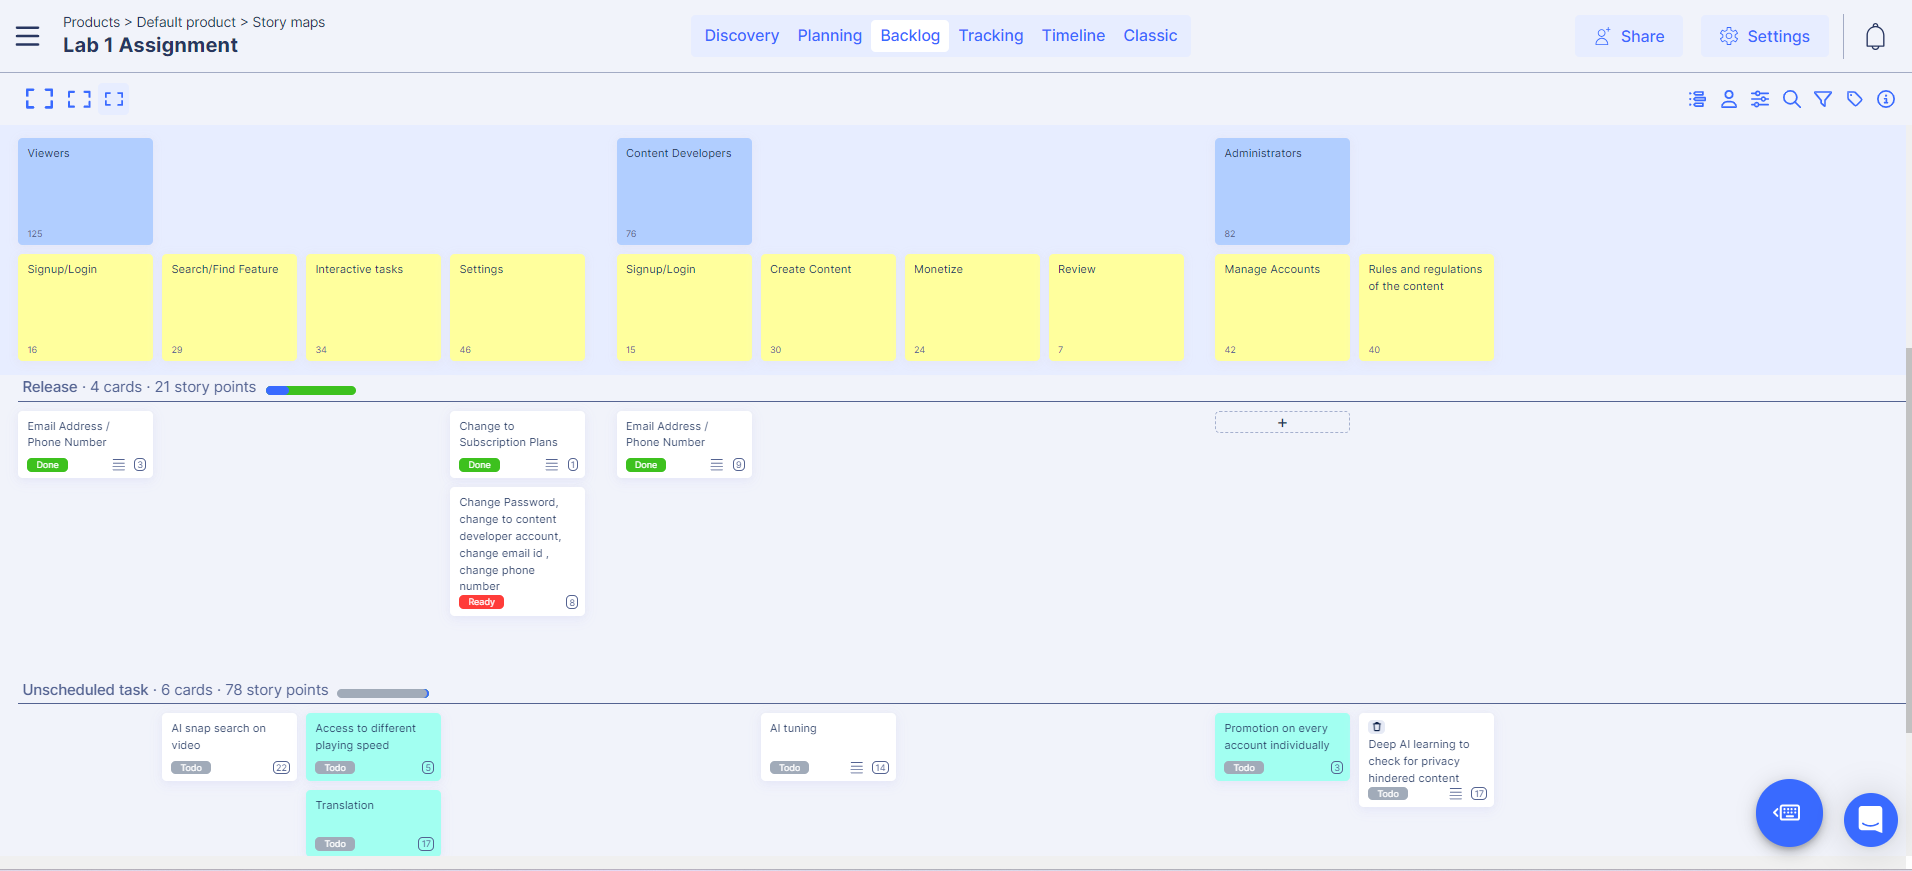 Products > Default product > Story maps
Lab 1 Assignment
Discovery Planning Backlog Tracking Timeline Classic
Share Settings
Viewers
125
Content Developers
76
Administrators
82
Signup/Login
16
Search/Find Feature
29
Interactive tasks
34
Settings
46
Signup/Login
15
Create Content
30
Monetize
24
Review
7
Manage Accounts
42
Rules and regulations
of the content
40
Release · 4 cards · 21 story points
Email Address /
Phone Number
Done 3
Change to
Subscription Plans
Done 1
Email Address /
Phone Number
Done 9
+
Change Password,
change to content
developer account,
change email id ,
change phone
number
Ready 8
Unscheduled task · 6 cards · 78 story points
AI snap search on
video
Todo 22
Access to different
playing speed
Todo 5
AI tuning
Todo 14
Promotion on every
account individually
Todo 3
Deep AI learning to
check for privacy
hindered content
Todo 17
Translation
Todo 17